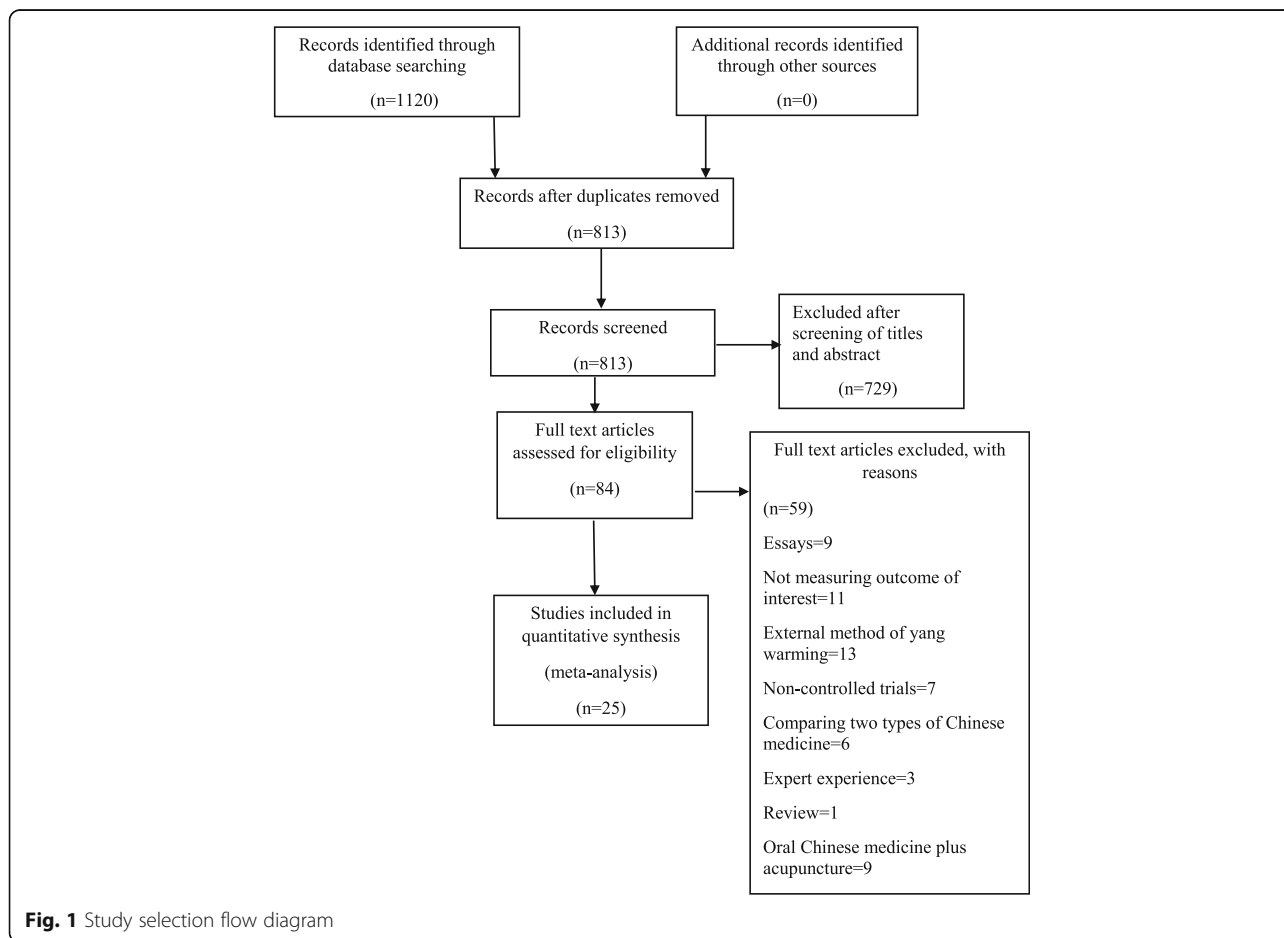 Records identified through
database searching
(n=1120)
Additional records identified
through other sources
(n=0)
Records after duplicates removed
(n=813)
Records screened
(n=813)
Excluded after
screening of titles
and abstract
(n=729)
Full text articles
assessed for eligibility
(n=84)
Full text articles excluded, with
reasons
(n=59)
Essays=9
Not measuring outcome of
interest=11
External method of yang
warming=13
Non-controlled trials=7
Comparing two types of Chinese
medicine=6
Expert experience=3
Review=1
Oral Chinese medicine plus
acupuncture=9
Studies included in
quantitative synthesis
(meta-analysis)
(n=25)
Fig. 1 Study selection flow diagram